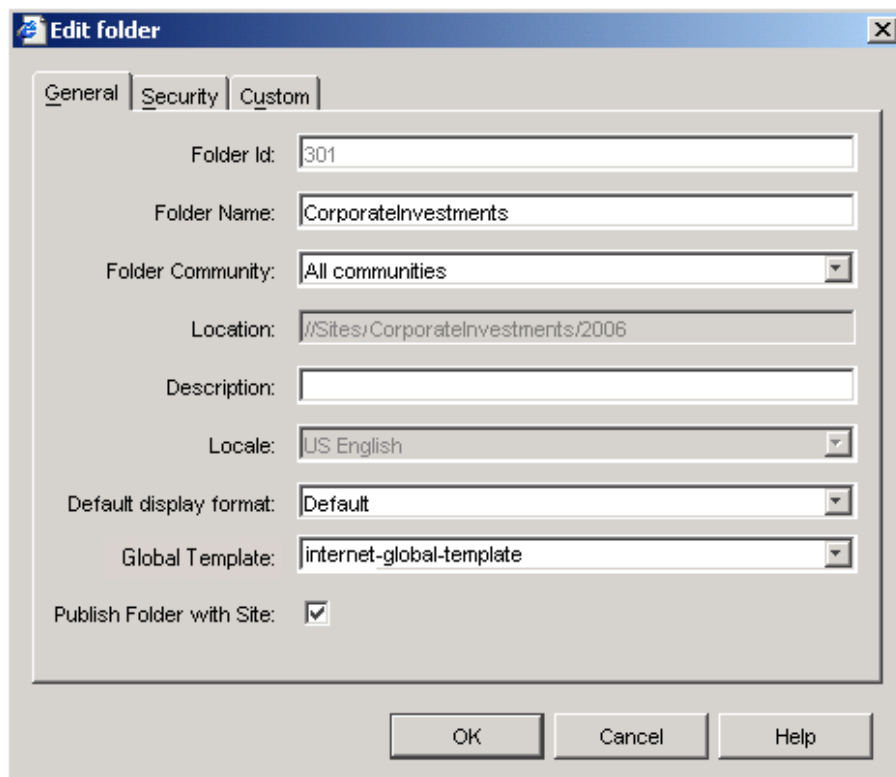 Edit folder
General Security Custom
Folder Id: 301
Folder Name: CorporateInvestments
Folder Community: All communities
Location: //Sites/CorporateInvestments/2006
Description:
Locale: US English
Default display format: Default
Global Template: internet-global-template
Publish Folder with Site:
OK Cancel Help